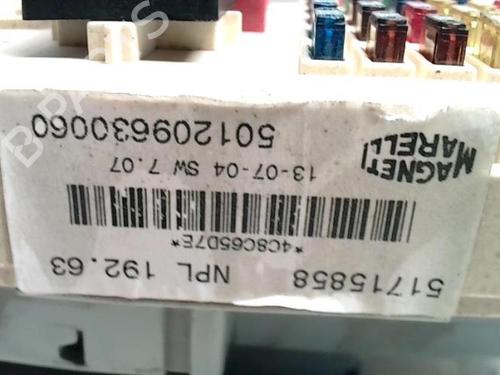 51715858 NPL 192.63
*4C8C65D7E*
13-07-04 SW 7.07
MAGNETI
MARELLI
501209630060